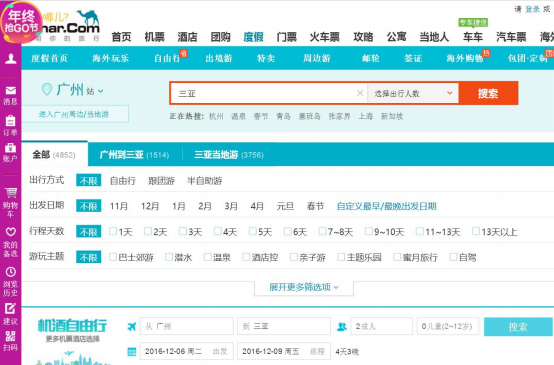 年终
抢GO节
哪儿?
nar.Com
你的旅行
请 登录 或
专车接送
首页 机票 酒店 团购 度假 门票 火车票 攻略 公寓 当地人 车车 汽车票 海外
度假首页 海外玩乐 自由行 省 出境游 特卖 周边游 邮轮 签证 海外购物 热 包团·定制
广州 站
进入广州周边/当地游
三亚 选择出行人数 搜索
正在热搜: 杭州 温泉 春节 青岛 塞班岛 张家界 上海 新加坡
全部 (4852) 广州到三亚 (1514) 三亚当地游 (3756)
出行方式 不限 自由行 跟团游 半自助游
出发日期 不限 11月 12月 1月 2月 3月 4月 元旦 春节 自定义最早/最晚出发日期
行程天数 不限 1天 2天 3天 4天 5天 6天 7~8天 9~10天 11~13天 13天以上
游玩主题 不限 巴士郊游 潜水 温泉 酒店控 亲子游 主题乐园 蜜月旅行 自驾
展开更多筛选项
机酒自由行
更多机票酒店选择
从 广州 到 三亚 2成人 0儿童(2~12岁) 搜索
2016-12-06 周二 出发 2016-12-09 周五 返程 4天3晚
消息
订单
账户
购物
车
我的
备选
浏览
历史
建议
扫码